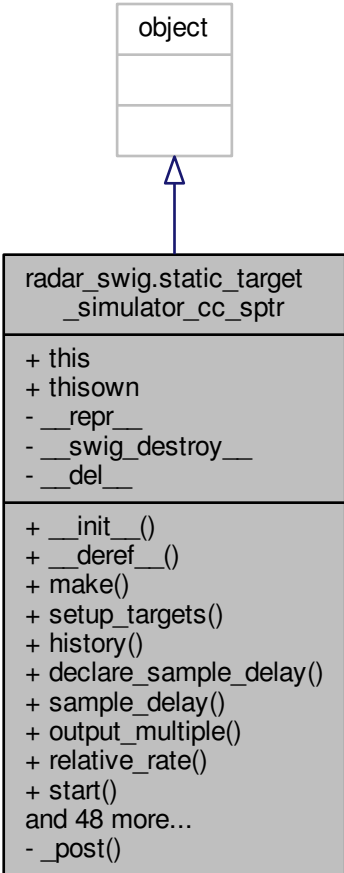 object
radar_swig.static_target
_simulator_cc_sptr
+ this
+ thisown
- __repr__
- __swig_destroy__
- __del__
+ __init__()
+ __deref__()
+ make()
+ setup_targets()
+ history()
+ declare_sample_delay()
+ sample_delay()
+ output_multiple()
+ relative_rate()
+ start()
and 48 more...
- _post()